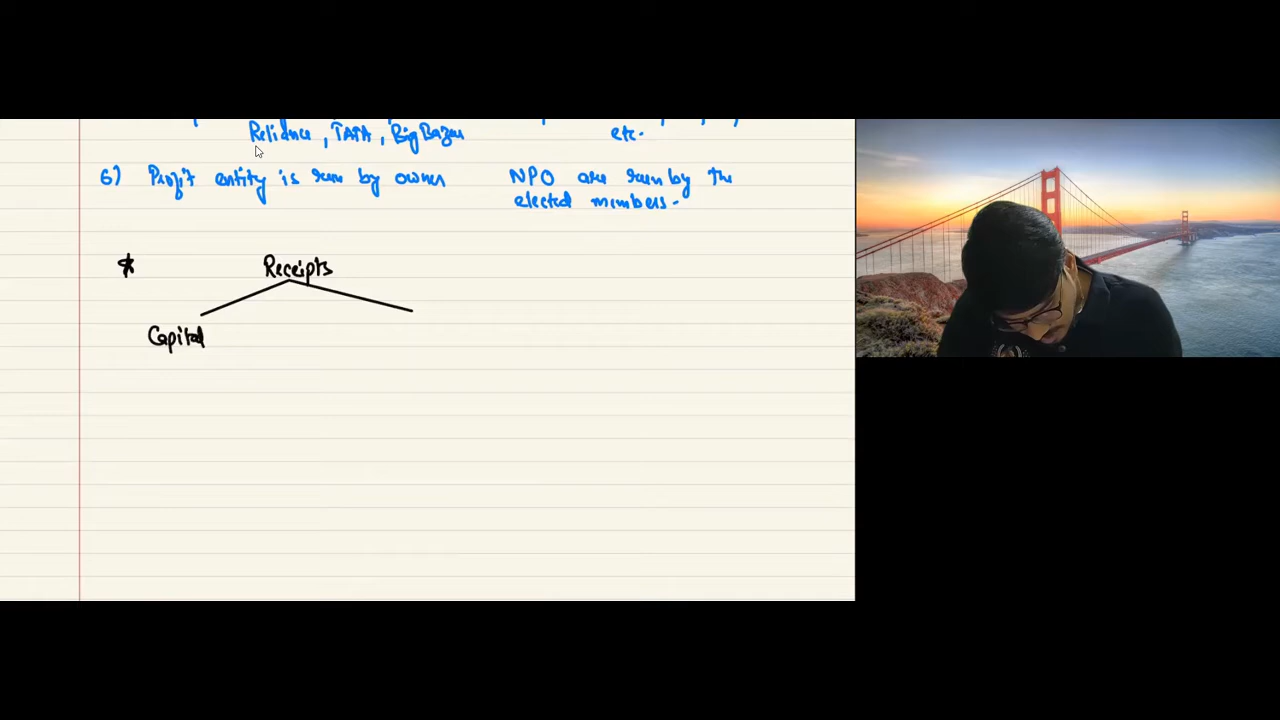 Reliance, TATA, Big Bazar
etc.
6) Profit entity is run by owner
NPO are run by the
elected members.
* Receipts
Capital